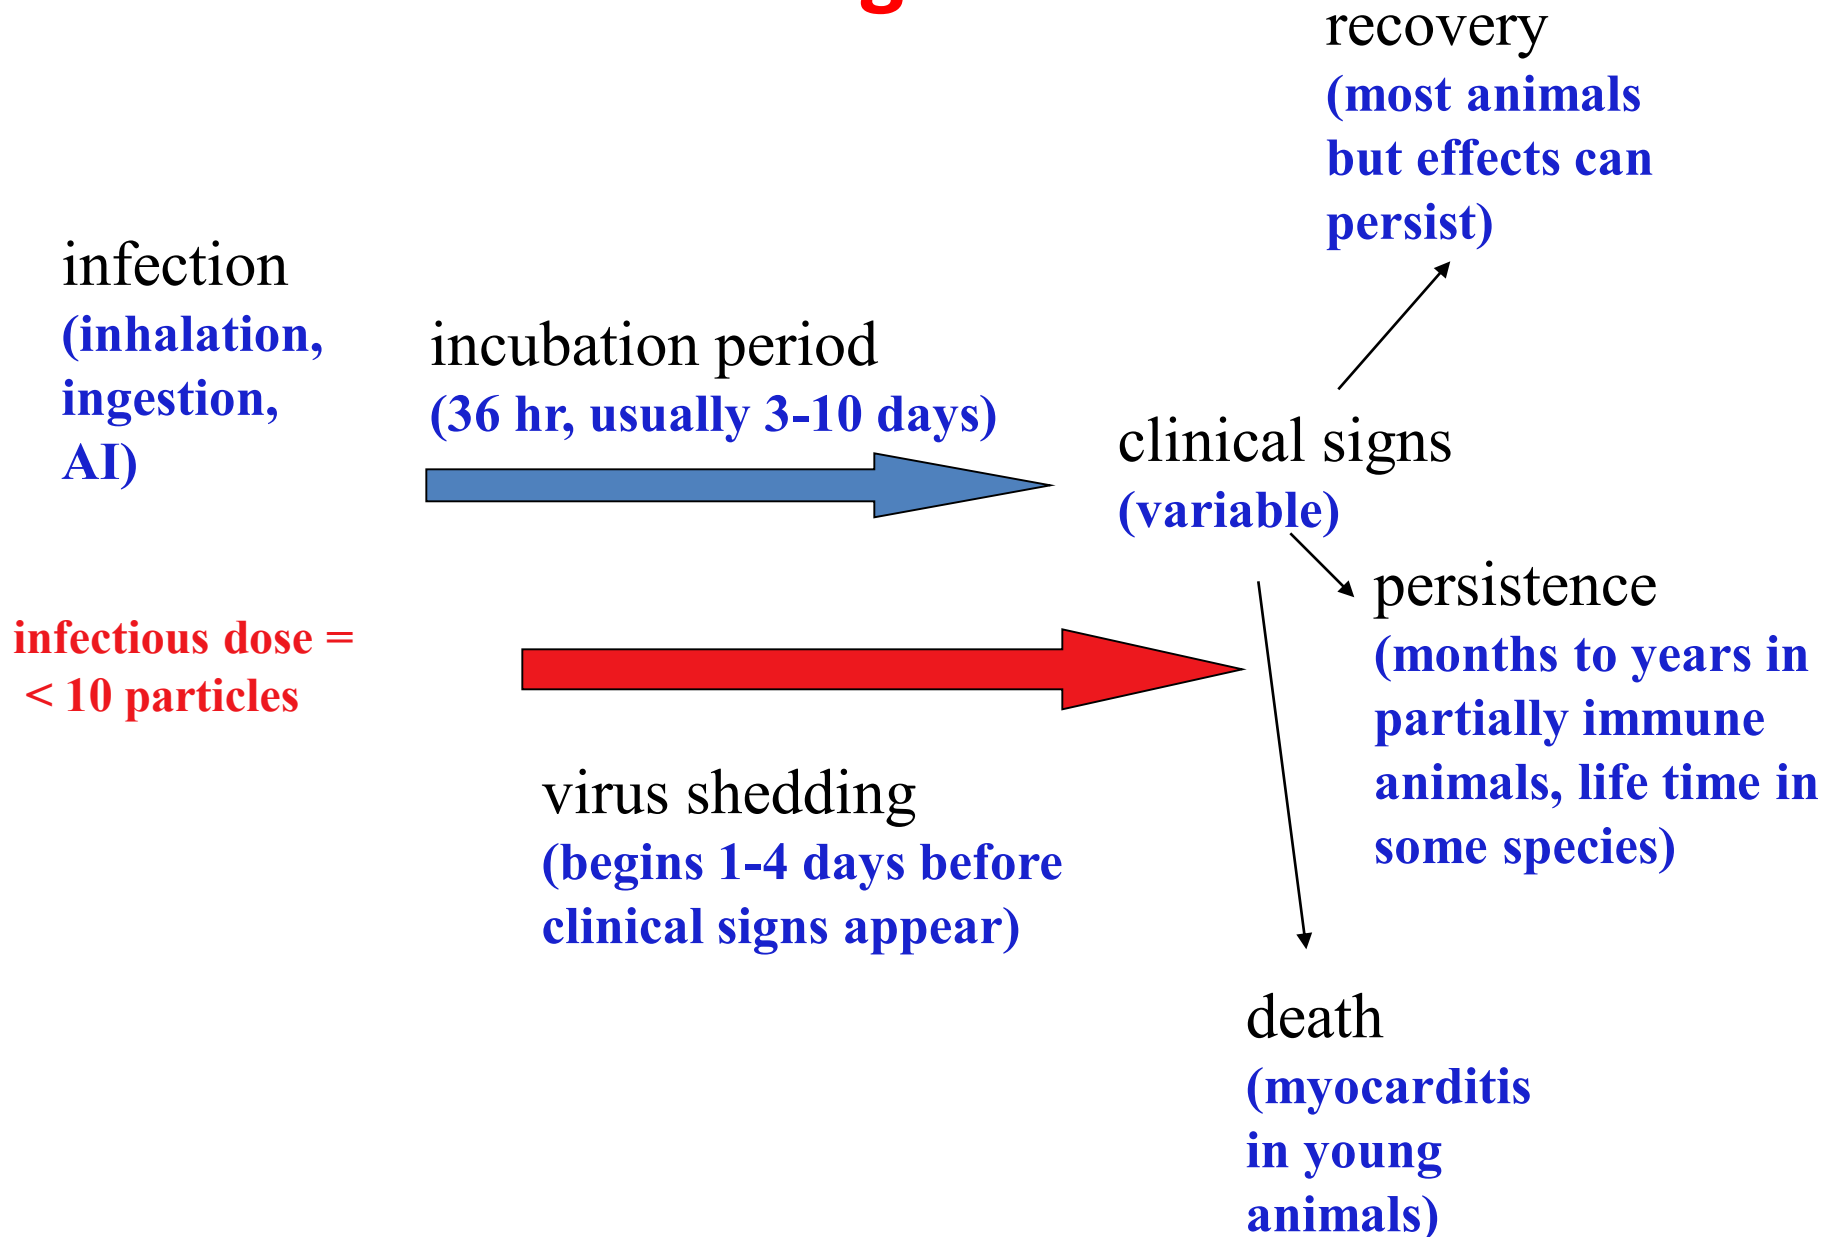 recovery
(most animals
but effects can
persist)
infection
(inhalation,
ingestion,
AI)
incubation period
(36 hr, usually 3-10 days)
clinical signs
(variable)
infectious dose =
< 10 particles
persistence
(months to years in
partially immune
animals, life time in
some species)
virus shedding
(begins 1-4 days before
clinical signs appear)
death
(myocarditis
in young
animals)